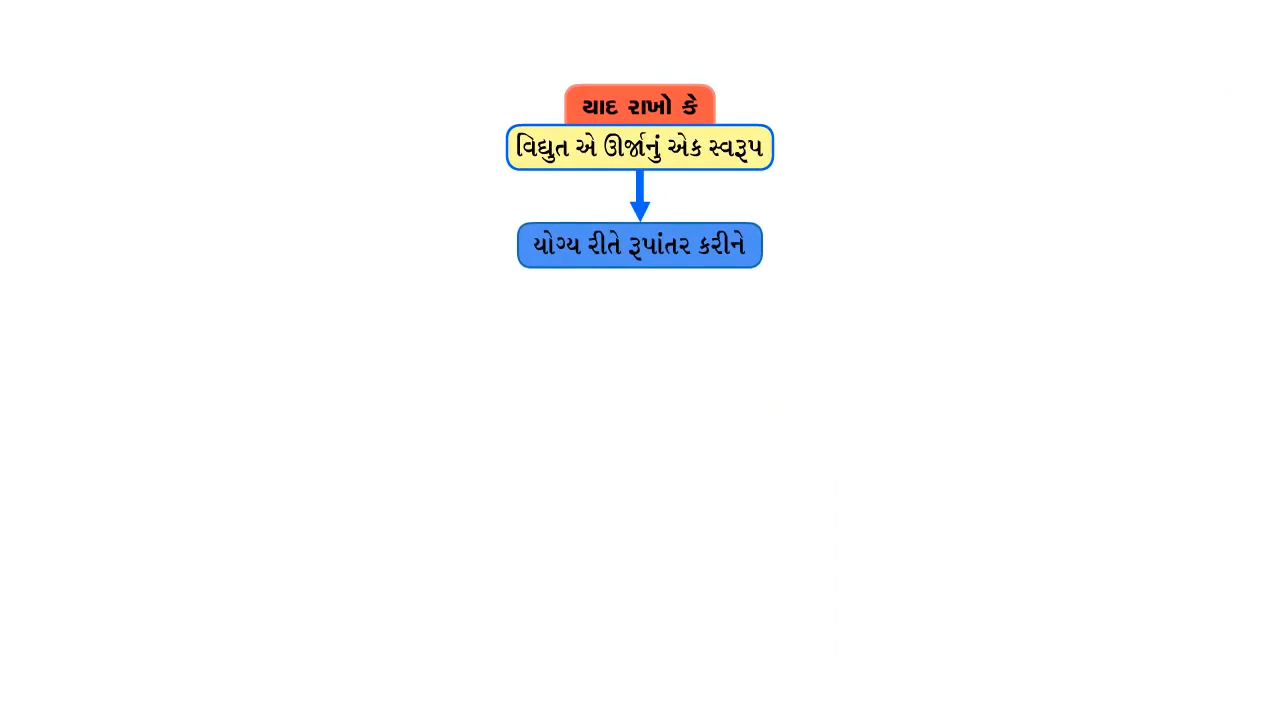 યાદ રાખો કે
વિદ્યુત એ ઊર્જાનું એક સ્વરૂપ
યોગ્ય રીતે રૂપાંતર કરીને